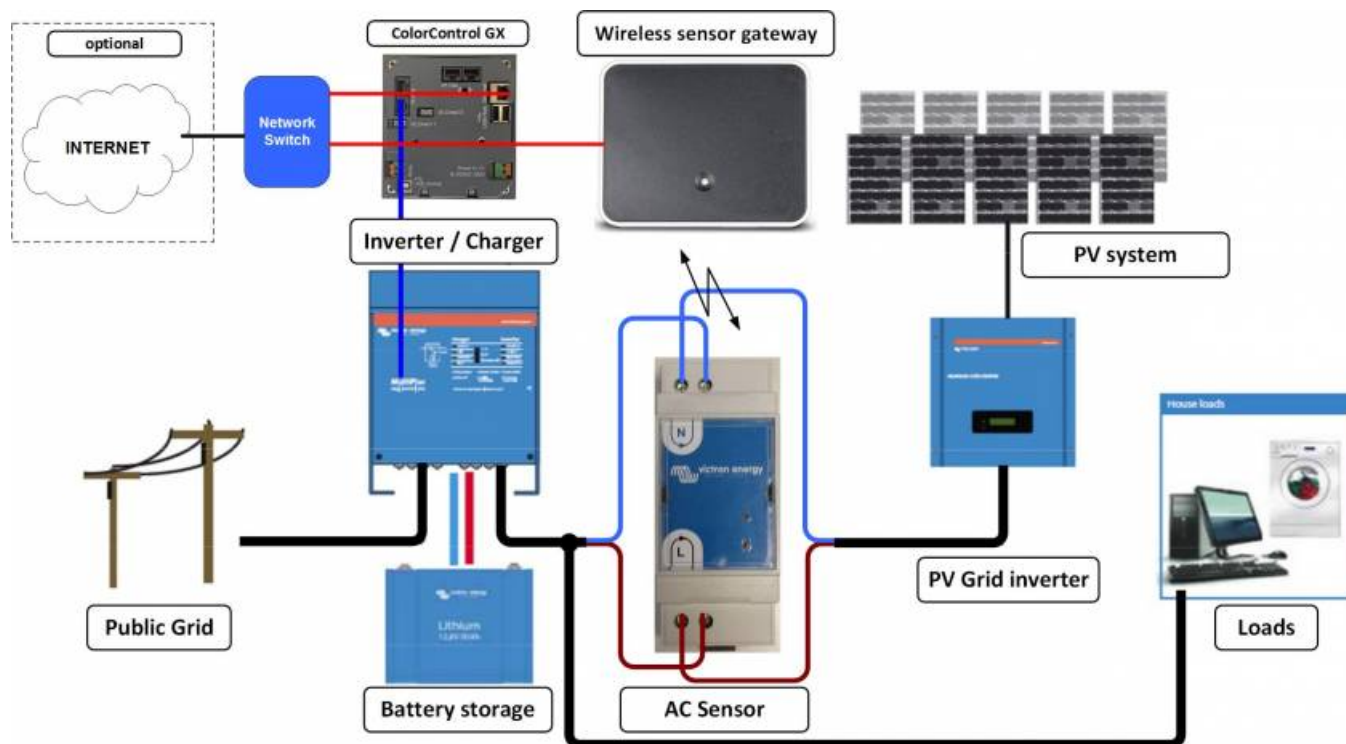 optional
INTERNET
Network
Switch
ColorControl GX
Wireless sensor gateway
Inverter / Charger
PV system
MultiPlus
House loads
N
victron energy
L
Public Grid
Lithium
Battery storage
AC Sensor
PV Grid inverter
Loads